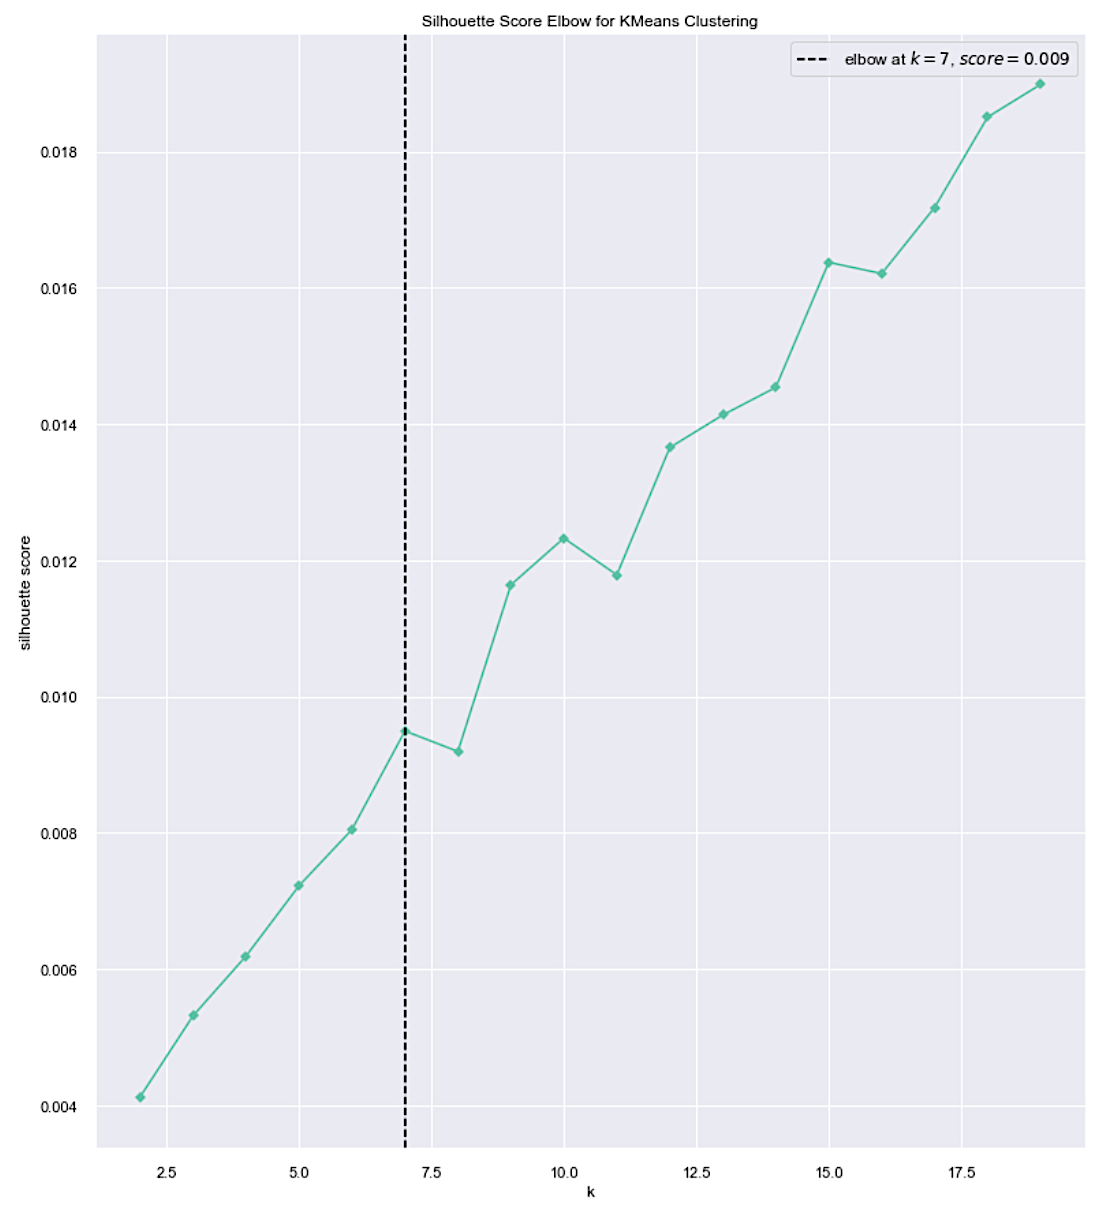 Silhouette Score Elbow for KMeans Clustering
elbow at k = 7, score = 0.009
0.018
0.016
0.014
0.012
0.010
0.008
0.006
0.004
silhouette score
2.5 5.0 7.5 10.0 12.5 15.0 17.5
k